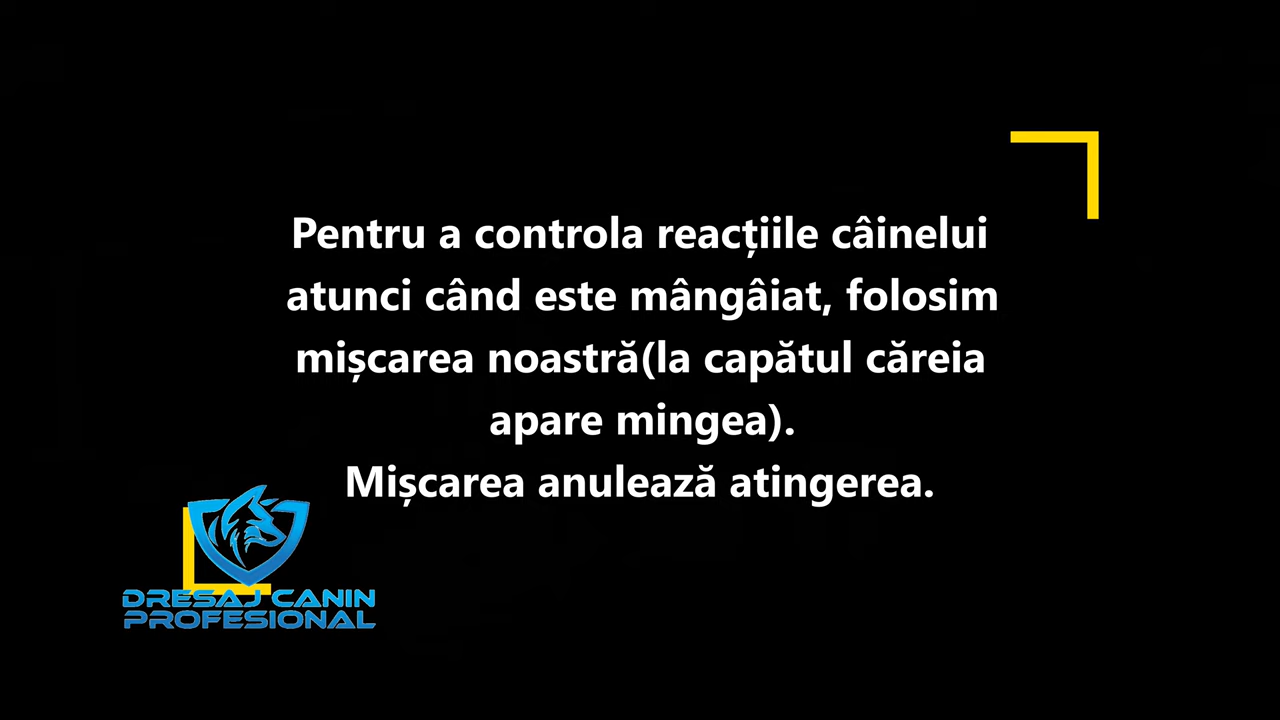 Pentru a controla reacțiile câinelui
atunci când este mângâiat, folosim
mișcarea noastră(la capătul căreia
apare mingea).
Mișcarea anulează atingerea.
DRESAJ CANIN
PROFESIONAL